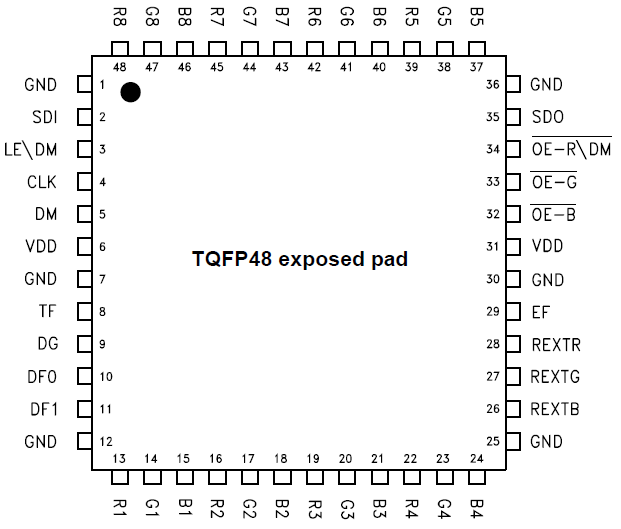 R8 G8 B8 R7 G7 B7 R6 G6 B6 R5 G5 B5
48 47 46 45 44 43 42 41 40 39 38 37
GND 1 36 GND
SDI 2 35 SDO
LE\DM 3 34 OE-R\DM
CLK 4 33 OE-G
DM 5 32 OE-B
VDD 6 31 VDD
TQFP48 exposed pad
GND 7 30 GND
TF 8 29 EF
DG 9 28 REXTR
DF0 10 27 REXTG
DF1 11 26 REXTB
GND 12 25 GND
13 14 15 16 17 18 19 20 21 22 23 24
R1 G1 B1 R2 G2 B2 R3 G3 B3 R4 G4 B4